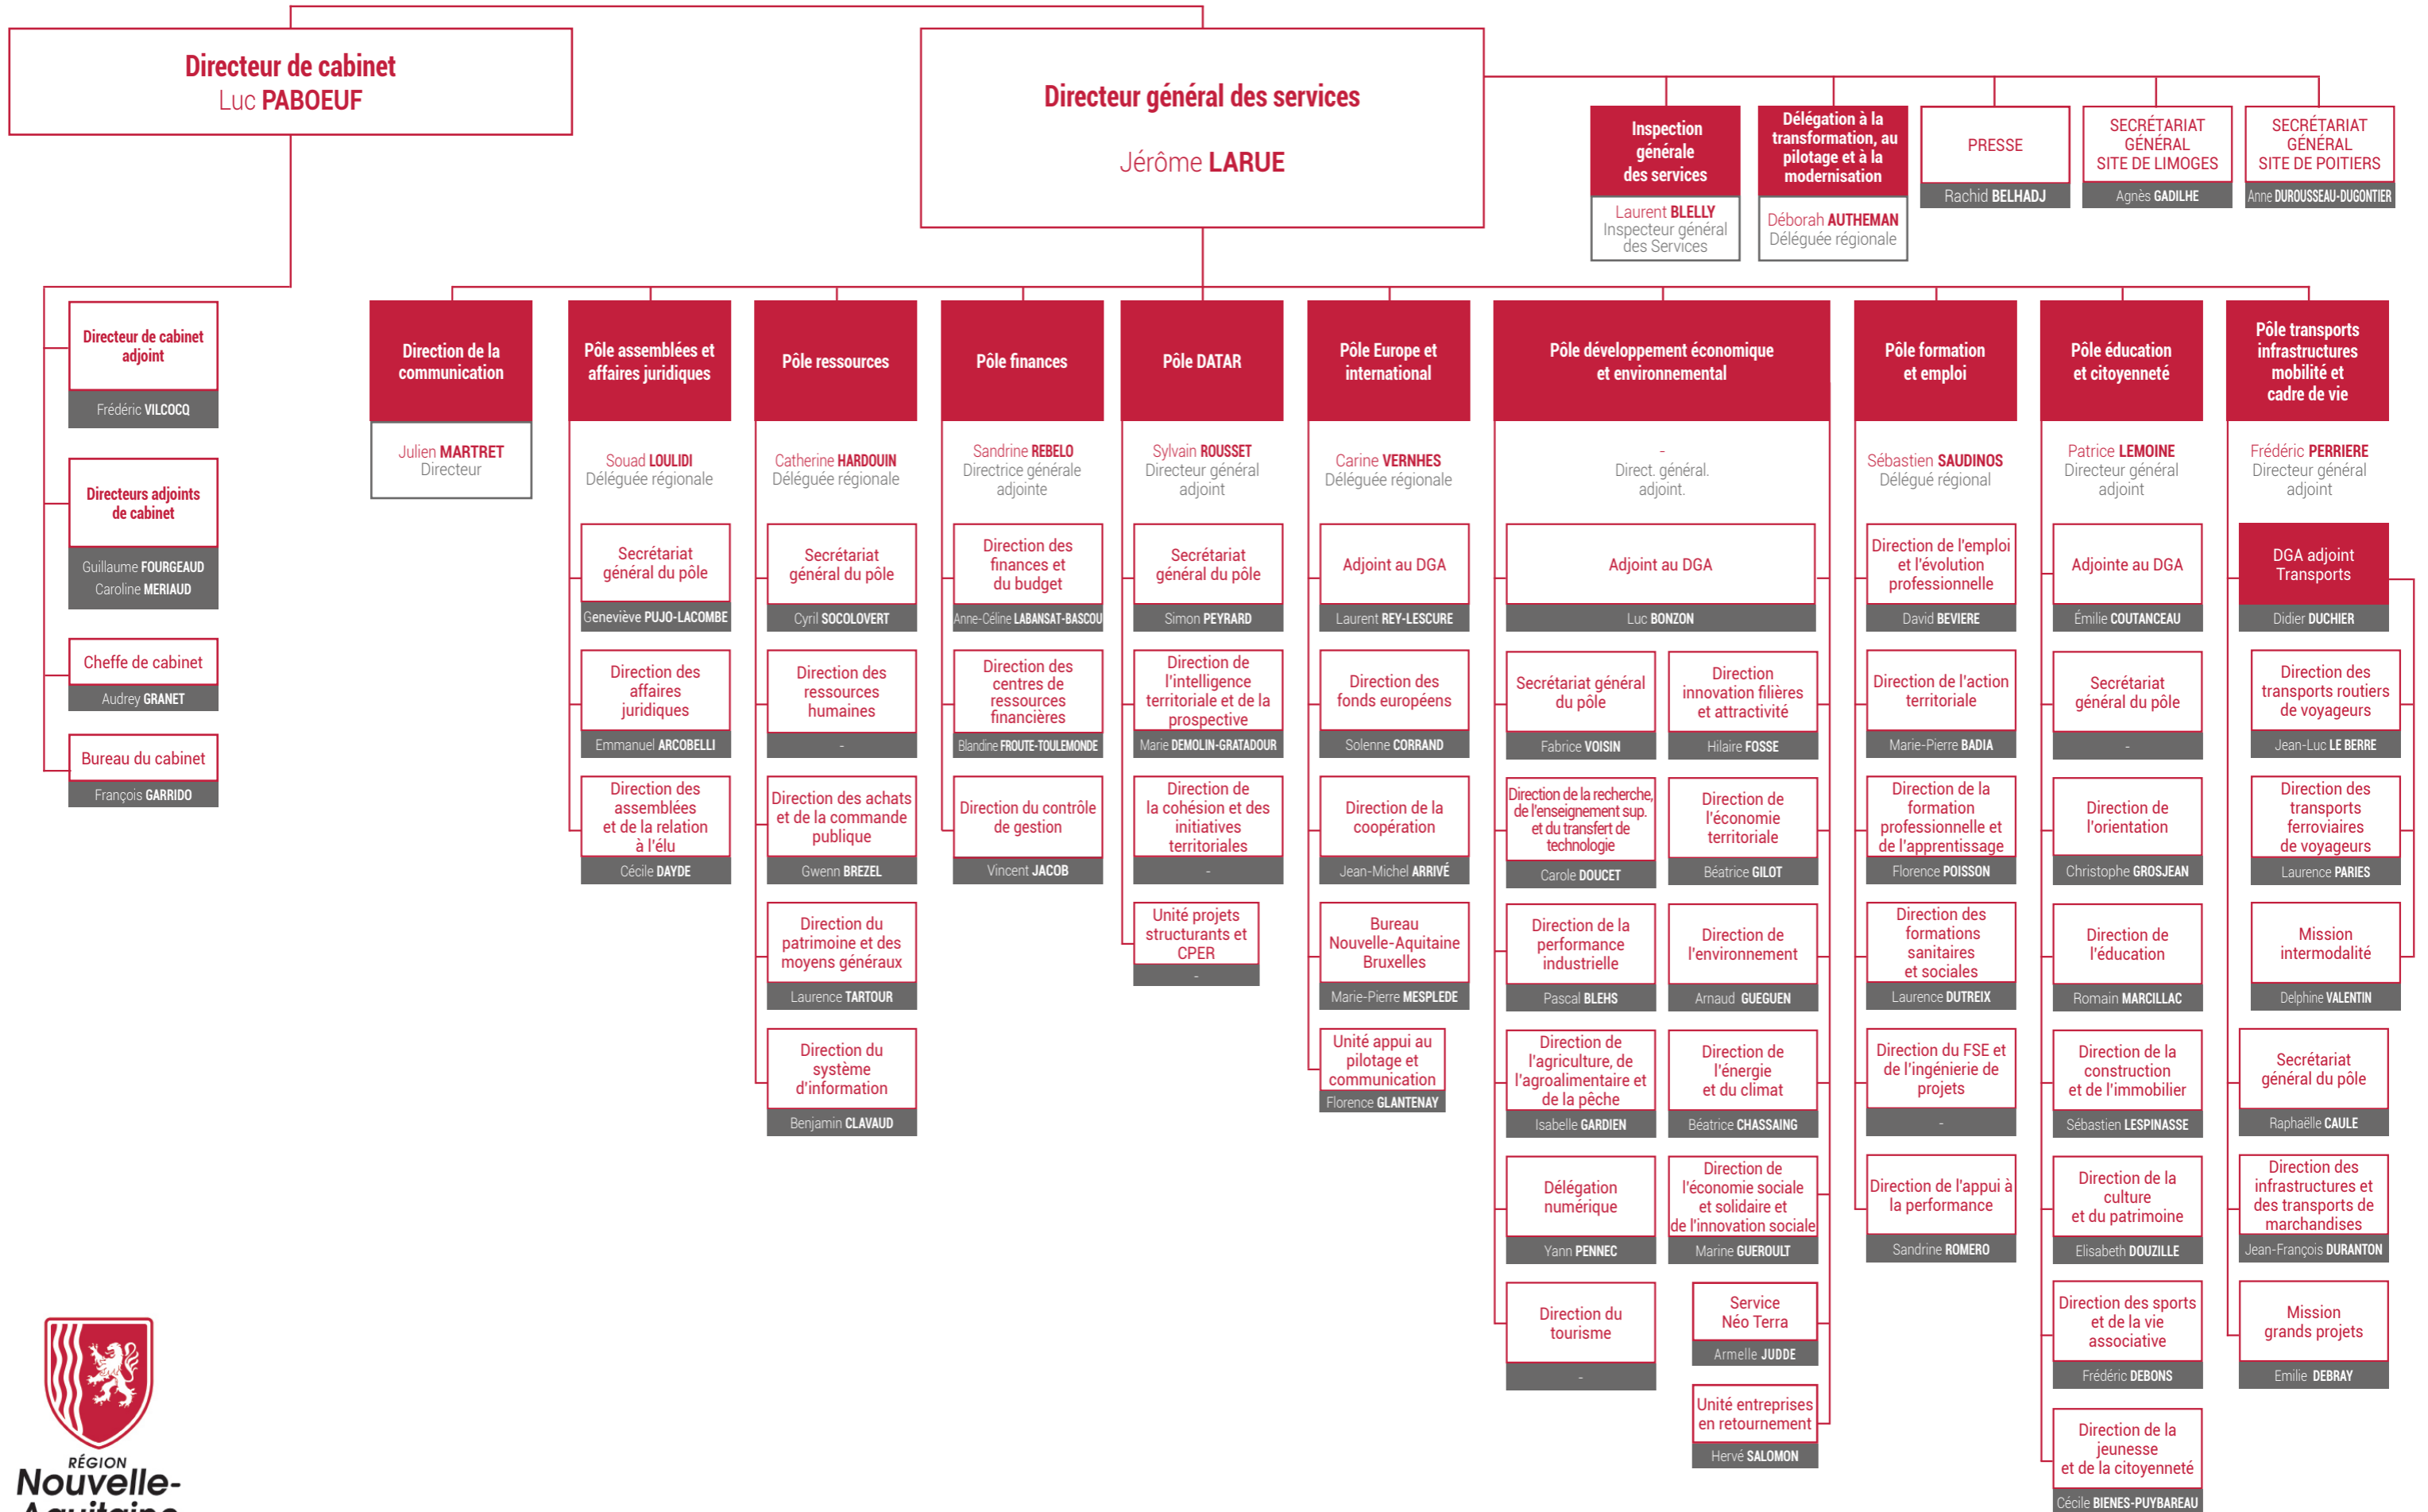 Directeur de cabinet
Luc PABOEUF
Directeur général des services
Jérôme LARUE
Inspection
générale
des services
Laurent BLELLY
Inspecteur général
des Services
Délégation à la
transformation, au
pilotage et à la
modernisation
Déborah AUTHEMAN
Déléguée régionale
PRESSE
Rachid BELHADJ
SECRÉTARIAT
GÉNÉRAL
SITE DE LIMOGES
Agnès GADILHE
SECRÉTARIAT
GÉNÉRAL
SITE DE POITIERS
Anne DUROUSSEAU-DUGONTIER
Directeur de cabinet
adjoint
Frédéric VILCOCQ
Directeurs adjoints
de cabinet
Guillaume FOURGEAUD
Caroline MERIAUD
Cheffe de cabinet
Audrey GRANET
Bureau du cabinet
François GARRIDO
Direction de la
communication
Julien MARTRET
Directeur
Pôle assemblées et
affaires juridiques
Souad LOULIDI
Déléguée régionale
Secrétariat
général du pôle
Geneviève PUJO-LACOMBE
Direction des
affaires
juridiques
Emmanuel ARCOBELLI
Direction des
assemblées
et de la relation
à l'élu
Cécile DAYDE
Pôle ressources
Catherine HARDOUIN
Déléguée régionale
Secrétariat
général du pôle
Cyril SOCOLOVERT
Direction des
ressources
humaines
-
Direction des achats
et de la commande
publique
Gwenn BREZEL
Direction du
patrimoine et des
moyens généraux
Laurence TARTOUR
Direction du
système
d'information
Benjamin CLAVAUD
Pôle finances
Sandrine REBELO
Directrice générale
adjointe
Direction des
finances et
du budget
Anne-Céline LABANSAT-BASCOU
Direction des
centres de
ressources
financières
Blandine FROUTE-TOULEMONDE
Direction du contrôle
de gestion
Vincent JACOB
Pôle DATAR
Sylvain ROUSSET
Directeur général
adjoint
Secrétariat
général du pôle
Simon PEYRARD
Direction de
l'intelligence
territoriale et de la
prospective
Marie DEMOLIN-GRATADOUR
Direction de
la cohésion et des
initiatives
territoriales
-
Unité projets
structurants et
CPER
-
Pôle Europe et
international
Carine VERNHES
Déléguée régionale
Adjoint au DGA
Laurent REY-LESCURE
Direction des
fonds européens
Solenne CORRAND
Direction de la
coopération
Jean-Michel ARRIVÉ
Bureau
Nouvelle-Aquitaine
Bruxelles
Marie-Pierre MESPLEDE
Unité appui au
pilotage et
communication
Florence GLANTENAY
Pôle développement économique
et environnemental
-
Direct. général.
adjoint.
Adjoint au DGA
Luc BONZON
Secrétariat général
du pôle
Fabrice VOISIN
Direction de la recherche,
de l'enseignement sup.
et du transfert de
technologie
Carole DOUCET
Direction de la
performance
industrielle
Pascal BLEHS
Direction de
l'agriculture, de
l'agroalimentaire et
de la pêche
Isabelle GARDIEN
Délégation
numérique
Yann PENNEC
Direction du
tourisme
-
Direction
innovation filières
et attractivité
Hilaire FOSSE
Direction de
l'économie
territoriale
Béatrice GILOT
Direction de
l'environnement
Arnaud GUEGUEN
Direction de
l'énergie
et du climat
Béatrice CHASSAING
Direction de
l'économie sociale
et solidaire et
de l'innovation sociale
Marine GUEROULT
Service
Néo Terra
Armelle JUDDE
Unité entreprises
en retournement
Hervé SALOMON
Pôle formation
et emploi
Sébastien SAUDINOS
Délégué régional
Direction de l'emploi
et l'évolution
professionnelle
David BEVIERE
Direction de l'action
territoriale
Marie-Pierre BADIA
Direction de la
formation
professionnelle et
de l'apprentissage
Florence POISSON
Direction des
formations
sanitaires
et sociales
Laurence DUTREIX
Direction du FSE et
de l'ingénierie de
projets
-
Direction de l'appui à
la performance
Sandrine ROMERO
Pôle éducation
et citoyenneté
Patrice LEMOINE
Directeur général
adjoint
Adjointe au DGA
Émilie COUTANCEAU
Secrétariat
général du pôle
-
Direction de
l'orientation
Christophe GROSJEAN
Direction de
l'éducation
Romain MARCILLAC
Direction de la
construction
et de l'immobilier
Sébastien LESPINASSE
Direction de la
culture
et du patrimoine
Elisabeth DOUZILLE
Direction des sports
et de la vie
associative
Frédéric DEBONS
Direction de la
jeunesse
et de la citoyenneté
Cécile BIENES-PUYBAREAU
Pôle transports
infrastructures
mobilité et
cadre de vie
Frédéric PERRIERE
Directeur général
adjoint
DGA adjoint
Transports
Didier DUCHIER
Direction des
transports routiers
de voyageurs
Jean-Luc LE BERRE
Direction des
transports
ferroviaires
de voyageurs
Laurence PARIES
Mission
intermodalité
Delphine VALENTIN
Secrétariat
général du pôle
Raphaëlle CAULE
Direction des
infrastructures et
des transports de
marchandises
Jean-François DURANTON
Mission
grands projets
Emilie DEBRAY
RÉGION
Nouvelle-
Aquitaine